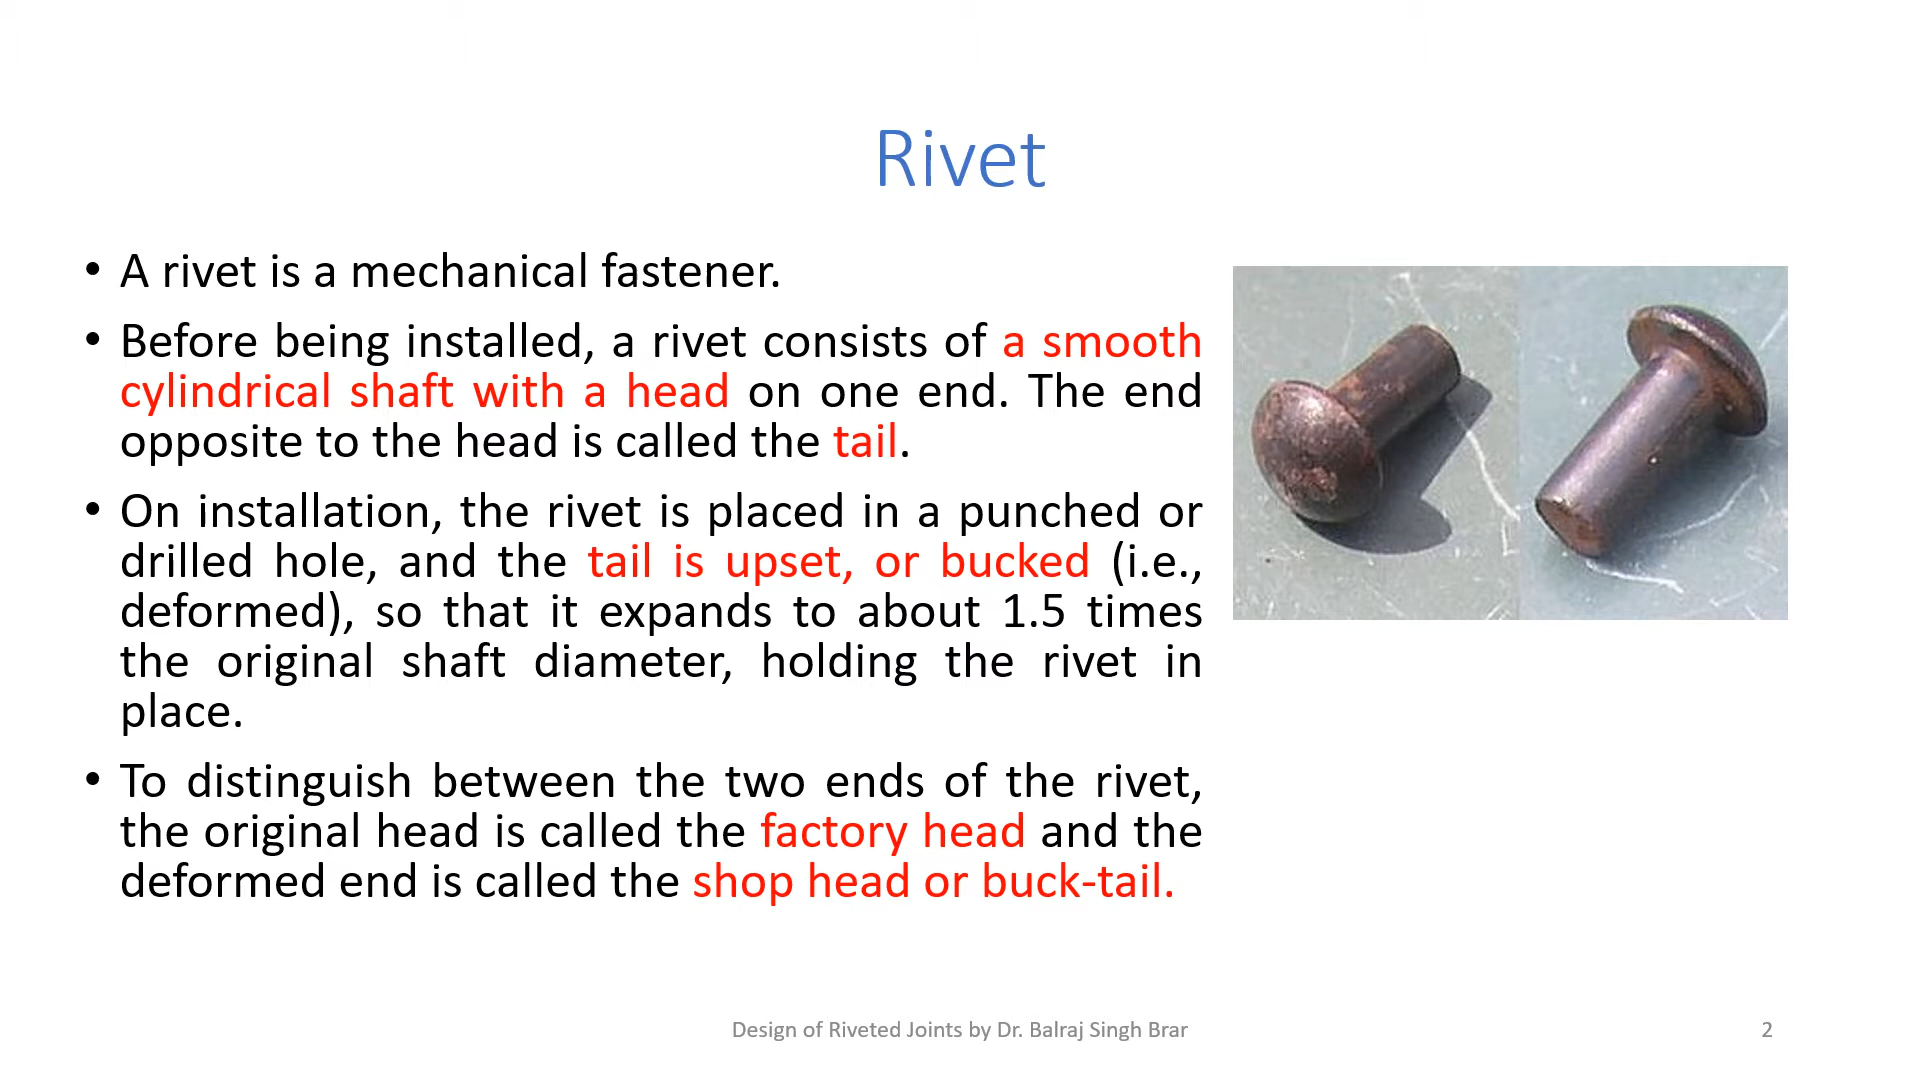 Rivet
• A rivet is a mechanical fastener.
• Before being installed, a rivet consists of a smooth
cylindrical shaft with a head on one end. The end
opposite to the head is called the tail.
• On installation, the rivet is placed in a punched or
drilled hole, and the tail is upset, or bucked (i.e.,
deformed), so that it expands to about 1.5 times
the original shaft diameter, holding the rivet in
place.
• To distinguish between the two ends of the rivet,
the original head is called the factory head and the
deformed end is called the shop head or buck-tail.
Design of Riveted Joints by Dr. Balraj Singh Brar
2